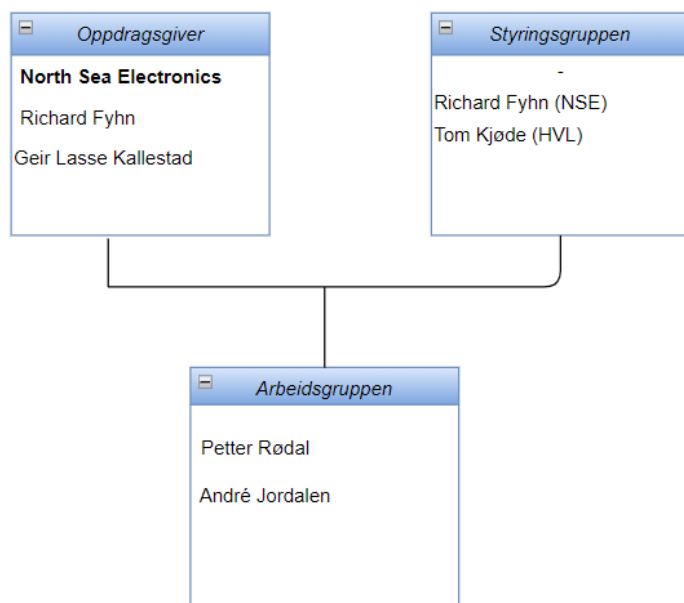 Oppdragsgiver
North Sea Electronics
Richard Fyhn
Geir Lasse Kallestad
Styringsgruppen
-
Richard Fyhn (NSE)
Tom Kjøde (HVL)
Arbeidsgruppen
Petter Rødal
André Jordalen